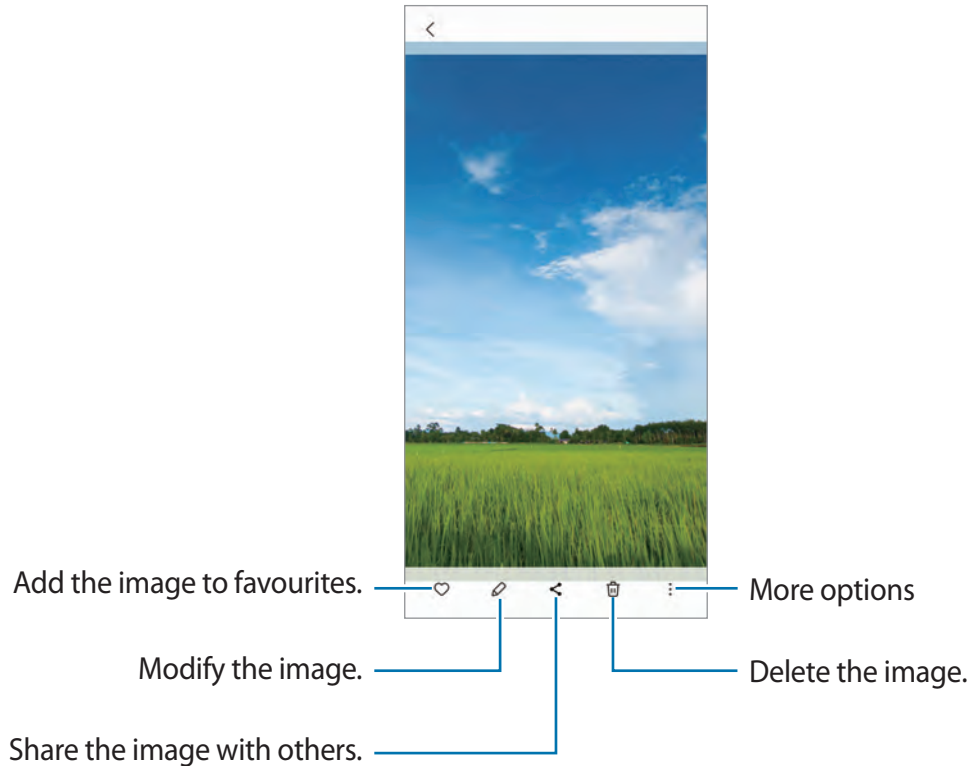 Add the image to favourites.
More options
Modify the image.
Delete the image.
Share the image with others.